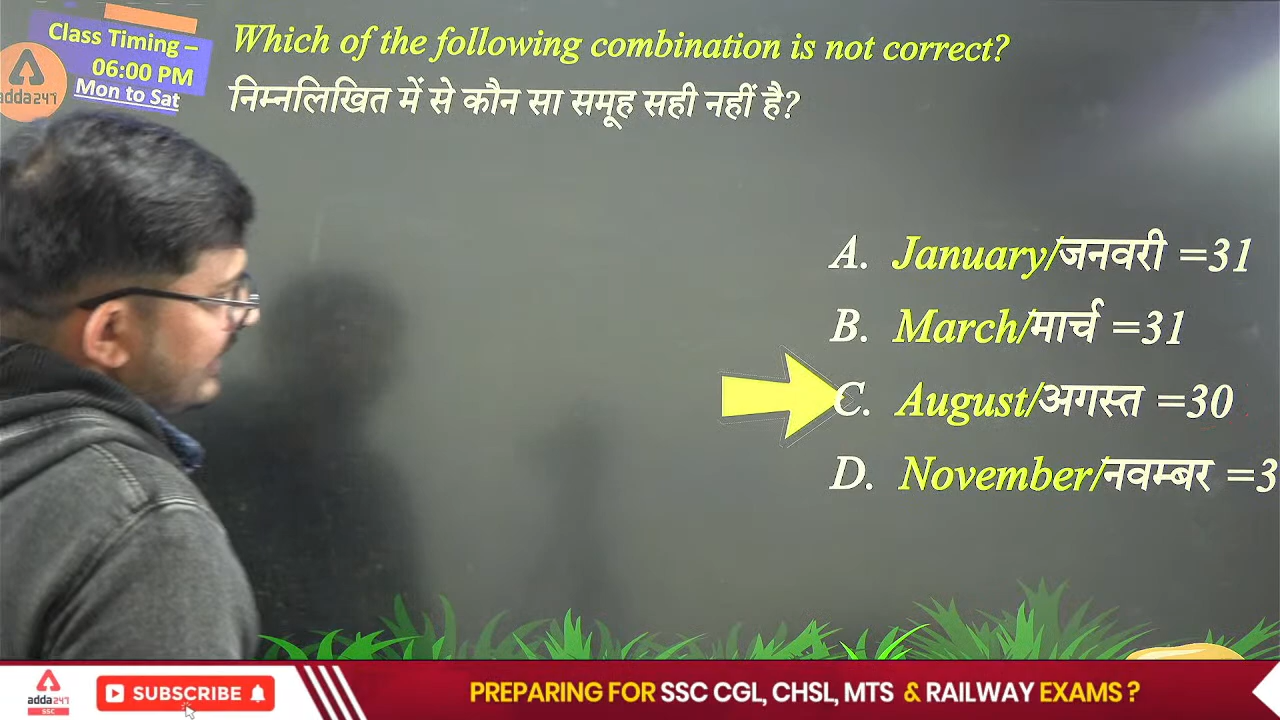 Class Timing –
06:00 PM
Mon to Sat
adda247
Which of the following combination is not correct?
निम्नलिखित में से कौन सा समूह सही नहीं है?
A. January/जनवरी =31
B. March/मार्च =31
C. August/अगस्त =30
D. November/नवम्बर =3
adda247
SSC
SUBSCRIBE
PREPARING FOR SSC CGL, CHSL, MTS & RAILWAY EXAMS ?